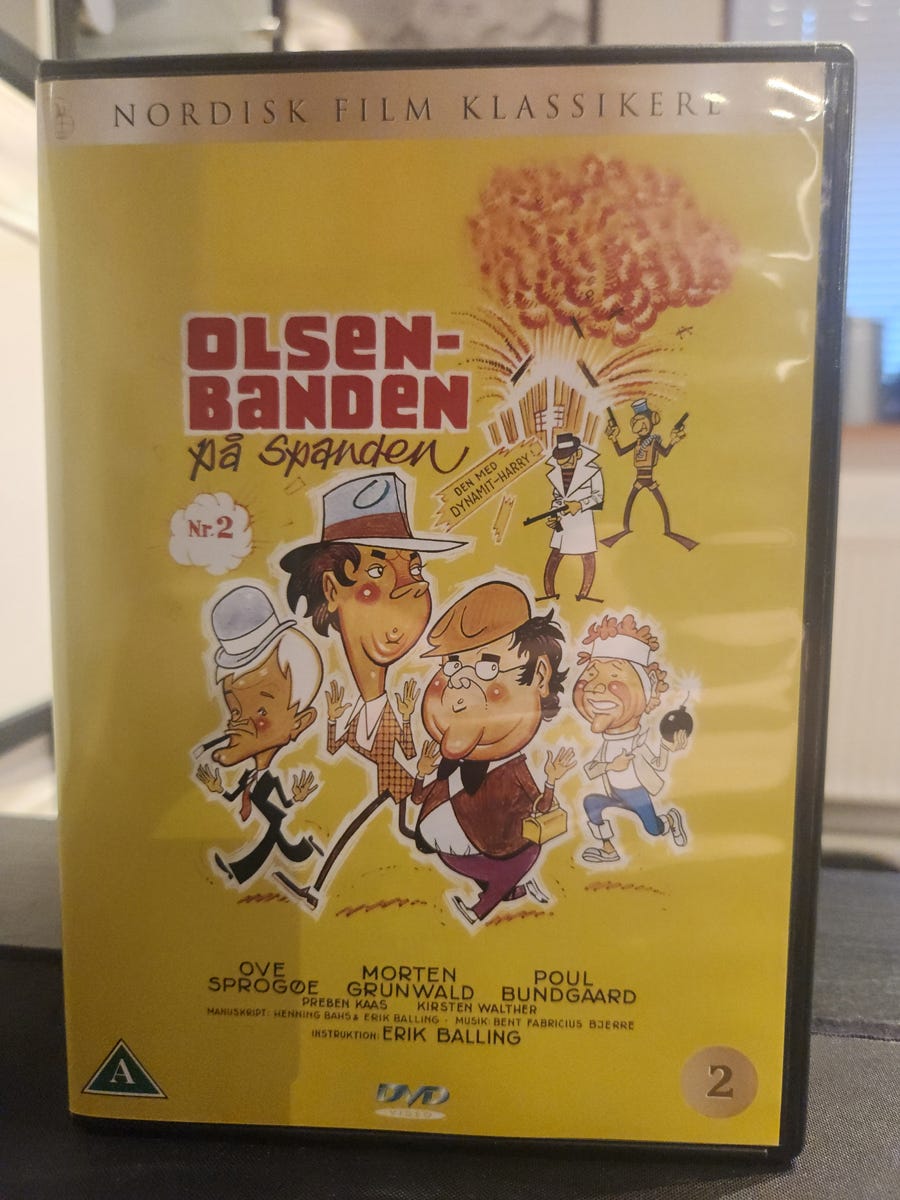 NORDISK FILM KLASSIKERE
OLSEN-
BANDEN
på spanden
DEN MED
DYNAMIT-HARRY!
Nr.2
OVE
SPROGØE
MORTEN
GRUNWALD
POUL
BUNDGAARD
PREBEN KAAS KIRSTEN WALTHER
MANUSKRIPT: HENNING BAHS & ERIK BALLING · MUSIK: BENT FABRICIUS BJERRE
INSTRUKTION: ERIK BALLING
A
DVD
VIDEO
2